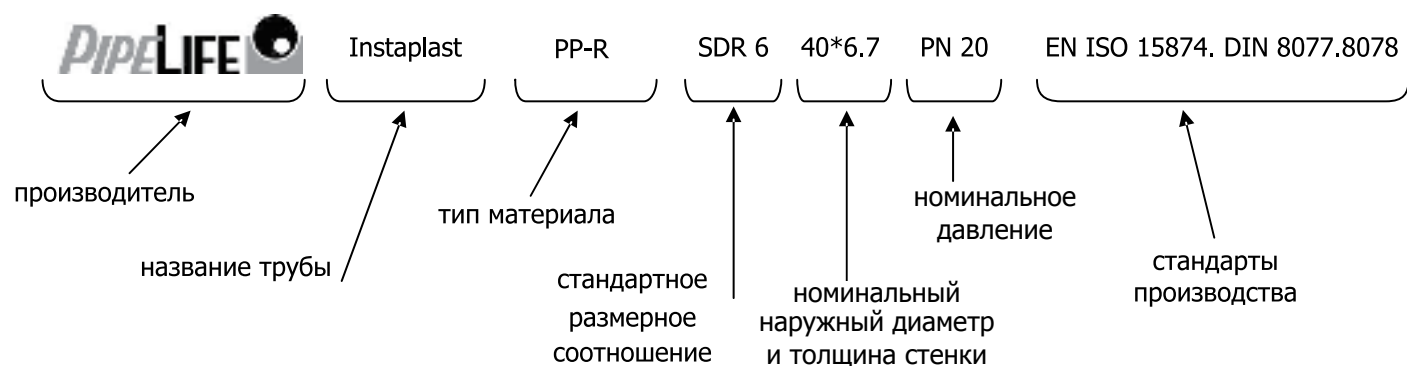 PIPELIFE Instaplast PP-R SDR 6 40*6.7 PN 20 EN ISO 15874. DIN 8077.8078
производитель
название трубы
тип материала
стандартное
размерное
соотношение
номинальный
наружный диаметр
и толщина стенки
номинальное
давление
стандарты
производства